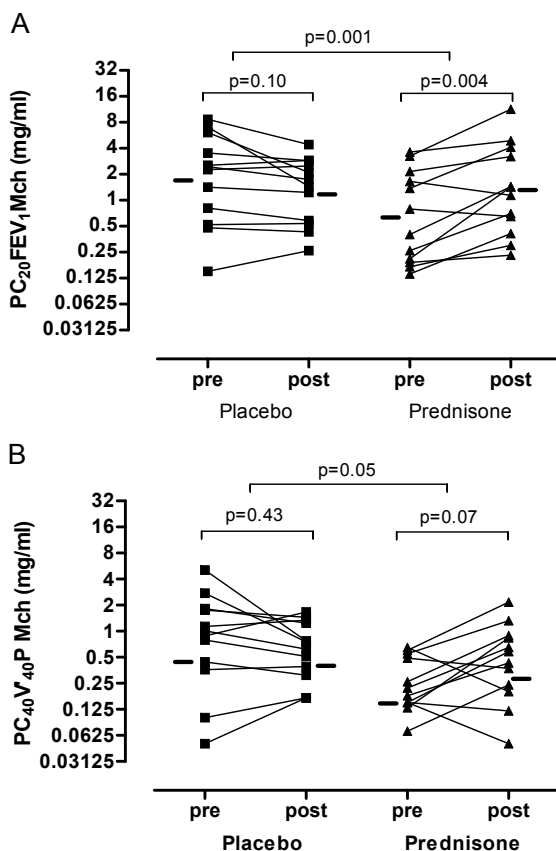 A
p=0.001
p=0.10
p=0.004
PC20FEV1Mch (mg/ml)
32
16
8
4
2
1
0.5
0.25
0.125
0.0625
0.03125
pre post pre post
Placebo Prednisone
B
p=0.05
p=0.43
p=0.07
PC40V'40P Mch (mg/ml)
32
16
8
4
2
1
0.5
0.25
0.125
0.0625
0.03125
pre post pre post
Placebo Prednisone